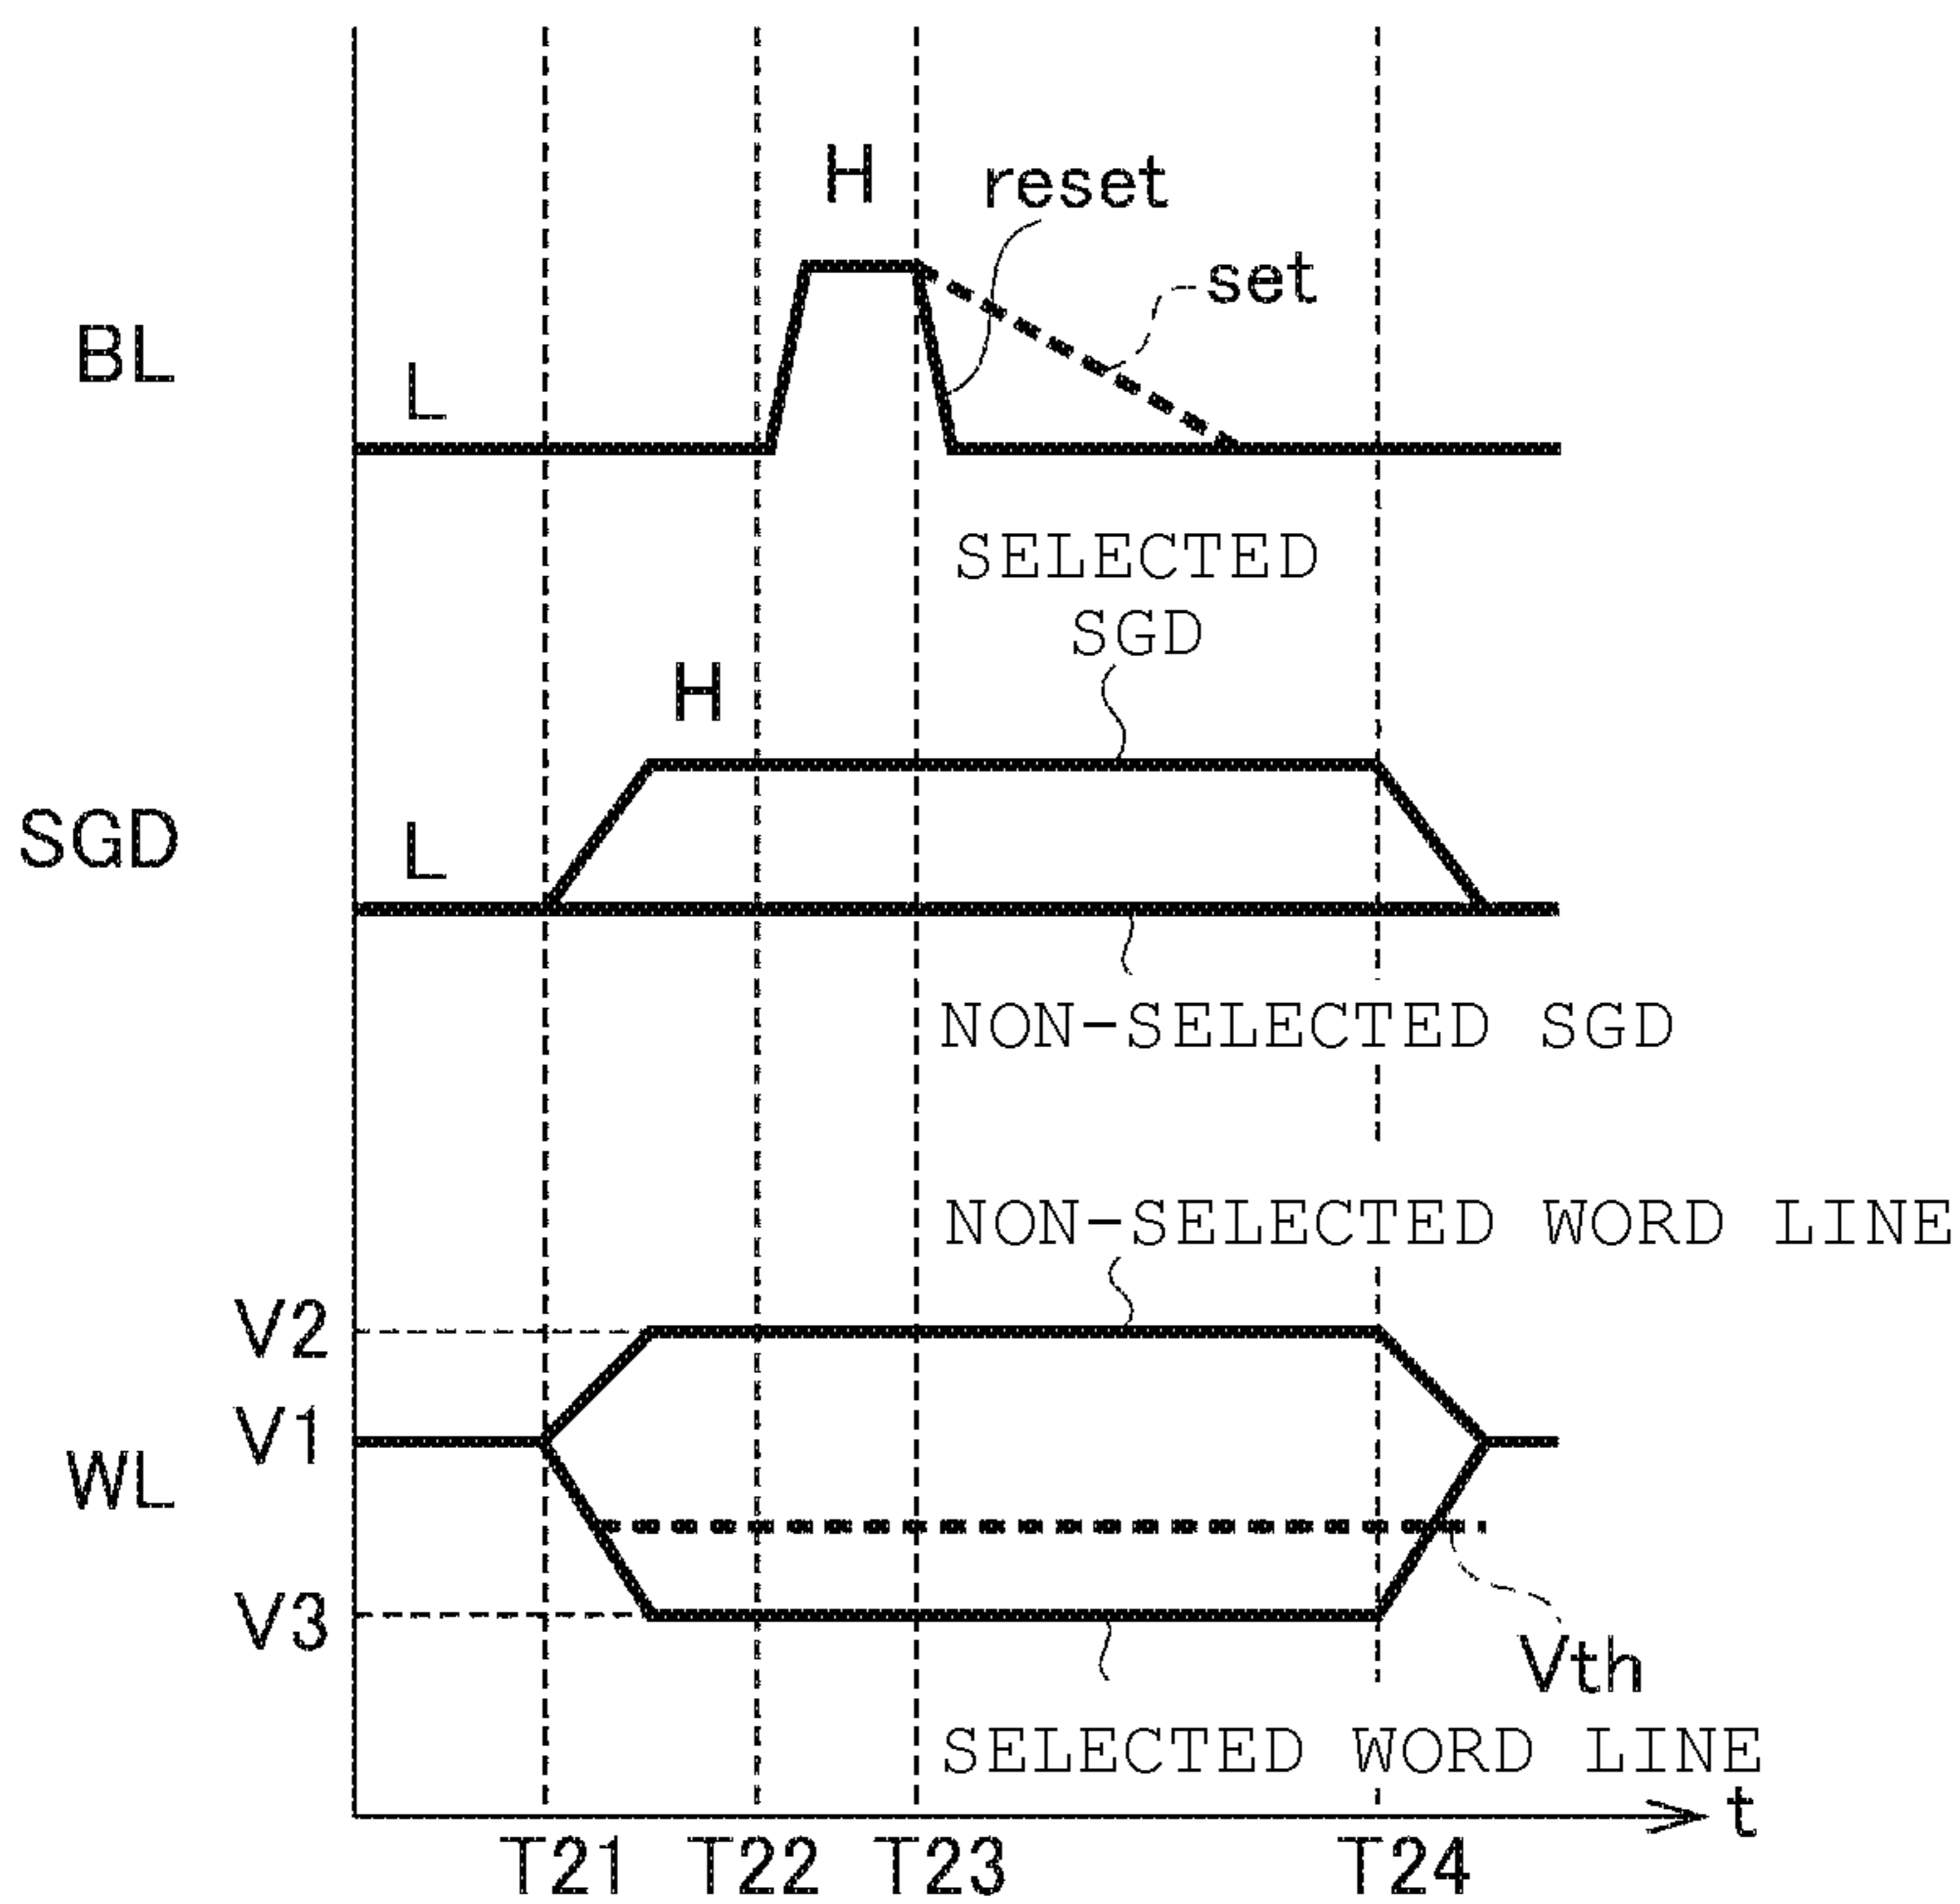 H
reset
set
BL
L
SELECTED
SGD
H
SGD
L
NON-SELECTED SGD
NON-SELECTED WORD LINE
V2
V1
WL
V3
Vth
SELECTED WORD LINE
t
T21 T22 T23 T24